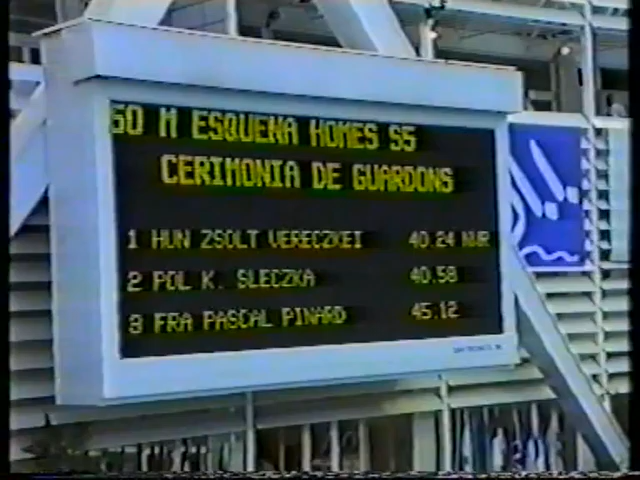 50 M ESQUENA HOMES S5
CERIMONIA DE GUARDONS
1 HUN ZSOLT VERECZKEI 40.24 NWR
2 POL K. SLECZKA 40.58
3 FRA PASCAL PINARD 45.12